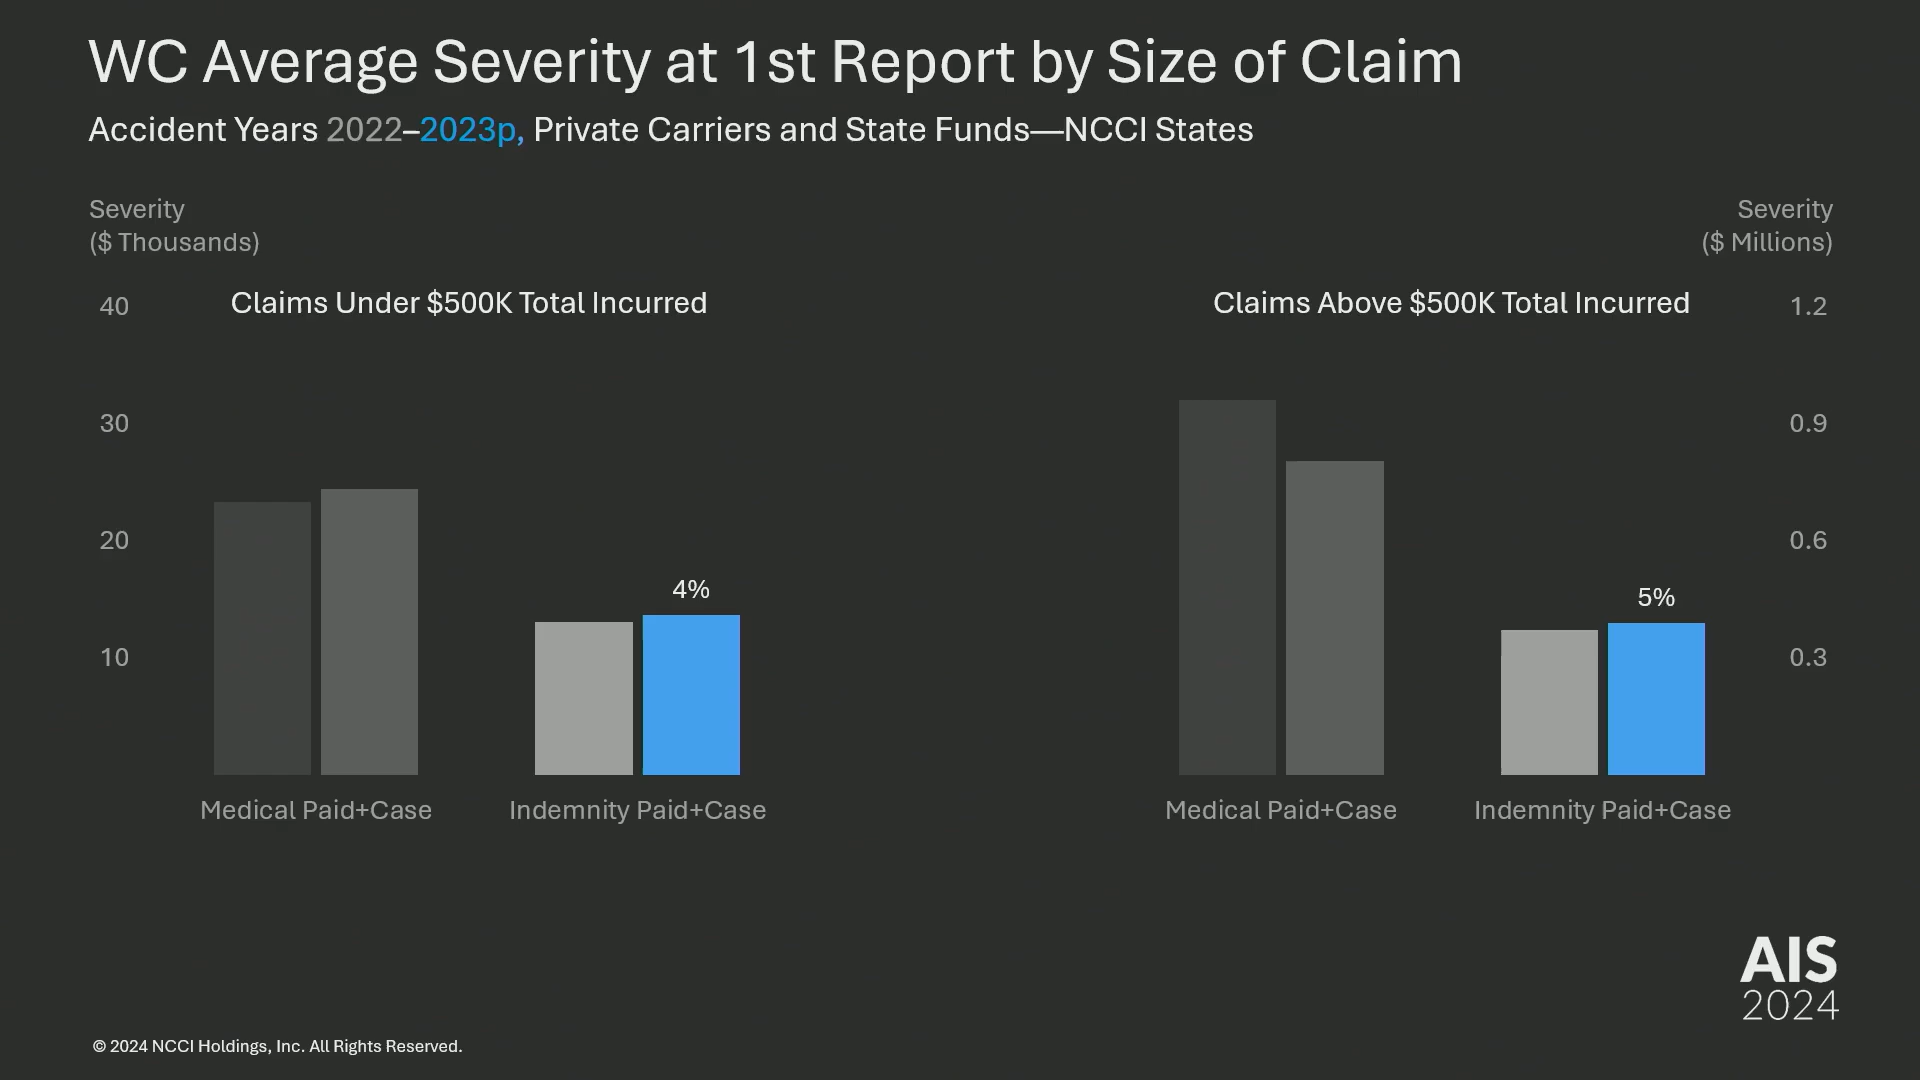 WC Average Severity at 1st Report by Size of Claim
Accident Years 2022–2023p, Private Carriers and State Funds—NCCI States
Severity
($ Thousands)
Severity
($ Millions)
Claims Under $500K Total Incurred
Claims Above $500K Total Incurred
40
30
20
10
1.2
0.9
0.6
0.3
4%
5%
Medical Paid+Case
Indemnity Paid+Case
Medical Paid+Case
Indemnity Paid+Case
AIS
2024
© 2024 NCCI Holdings, Inc. All Rights Reserved.